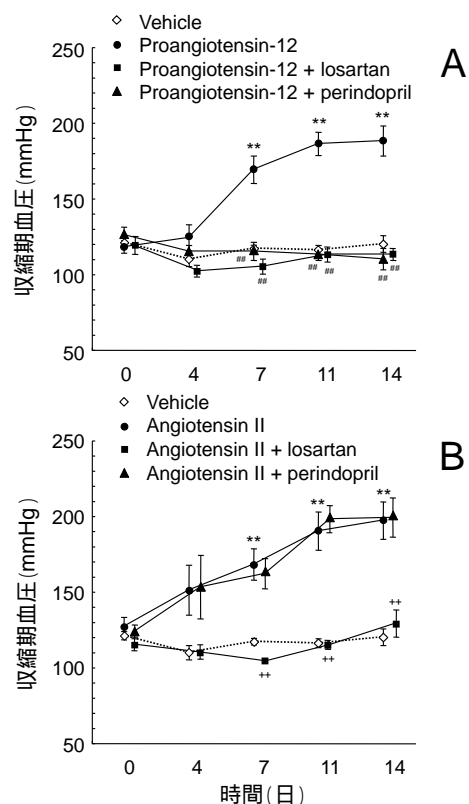 Vehicle
Proangiotensin-12
Proangiotensin-12 + losartan
Proangiotensin-12 + perindopril
A
250
200
150
100
50
収縮期血圧(mmHg)
** ** **
## ## ##
## ## ##
0 4 7 11 14
Vehicle
Angiotensin II
Angiotensin II + losartan
Angiotensin II + perindopril
B
250
200
150
100
50
収縮期血圧(mmHg)
** ** **
++ ++ ++
0 4 7 11 14
時間(日)